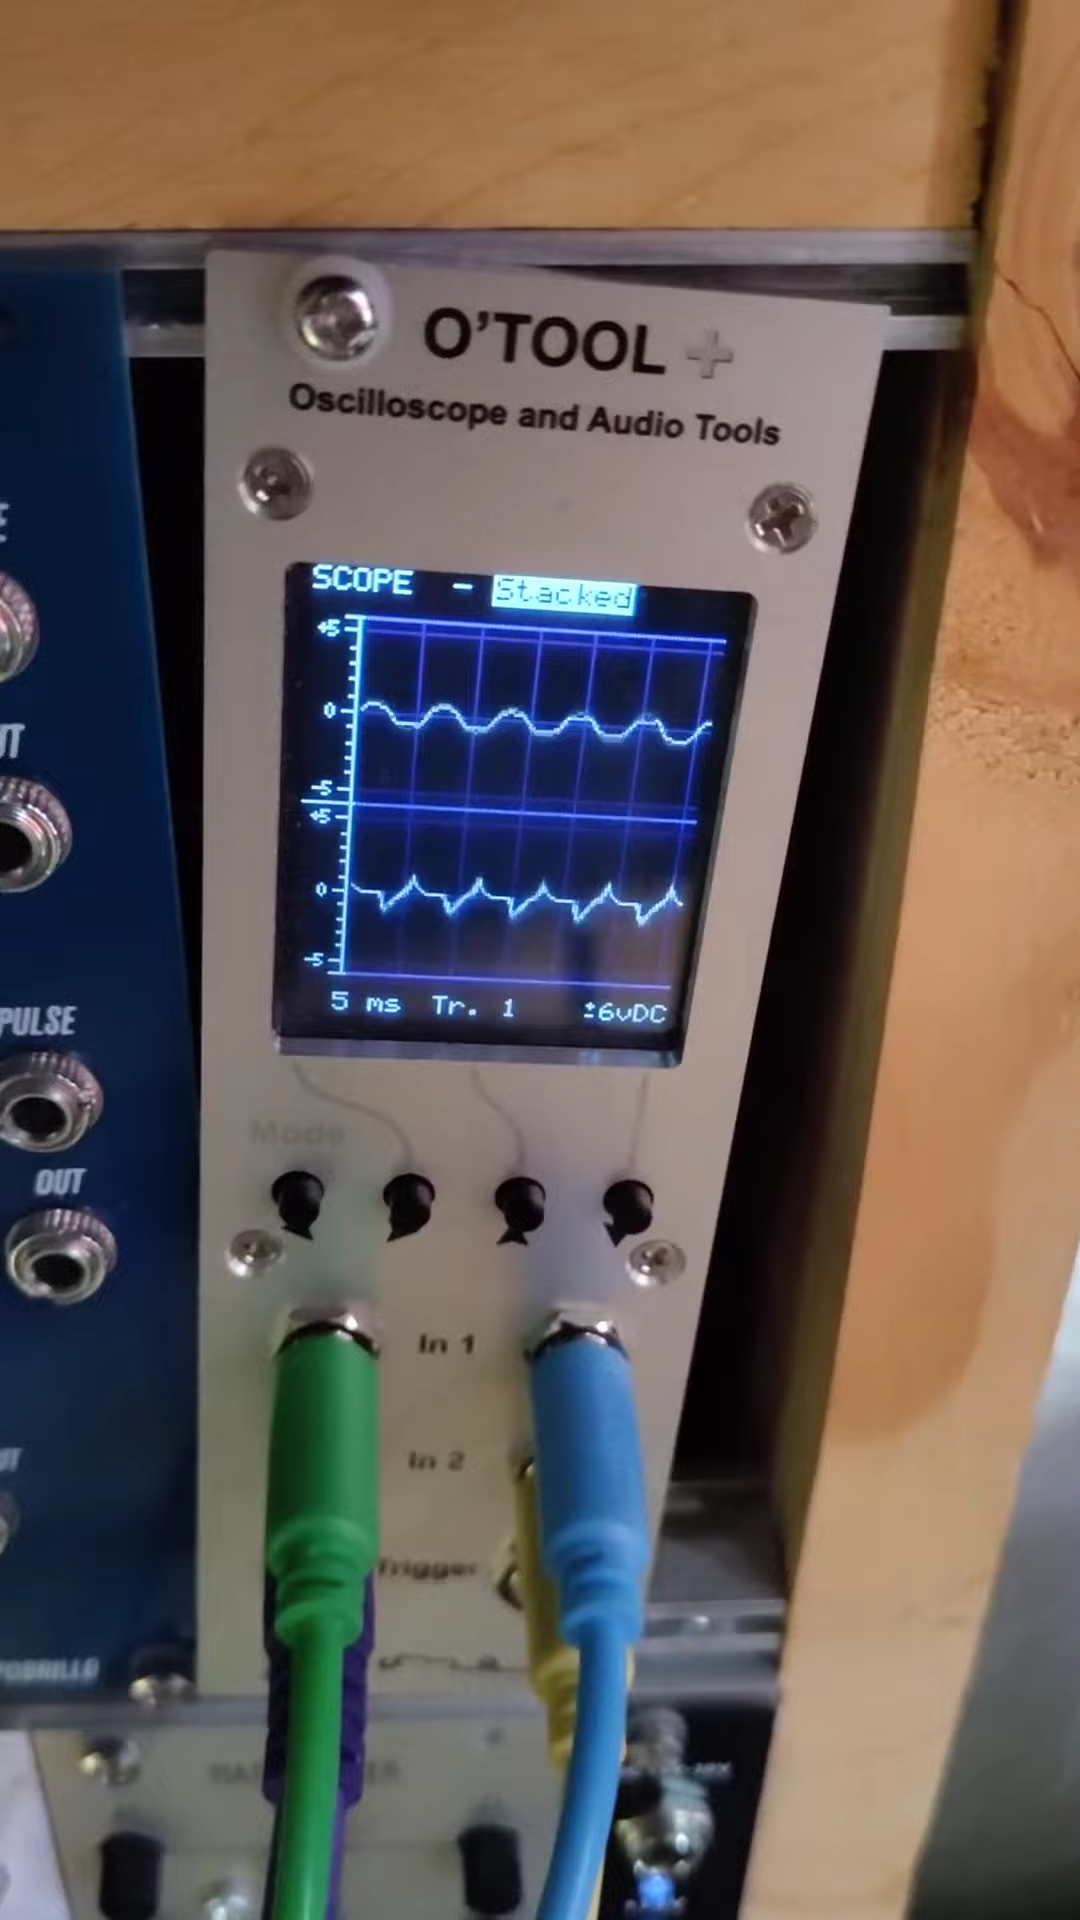 O'TOOL +
Oscilloscope and Audio Tools
SCOPE - Stacked
+5
0
-5
+5
0
-5
5 ms Tr. 1 ±6vDC
Mode
PULSE
OUT
In 1
In 2
Trigger